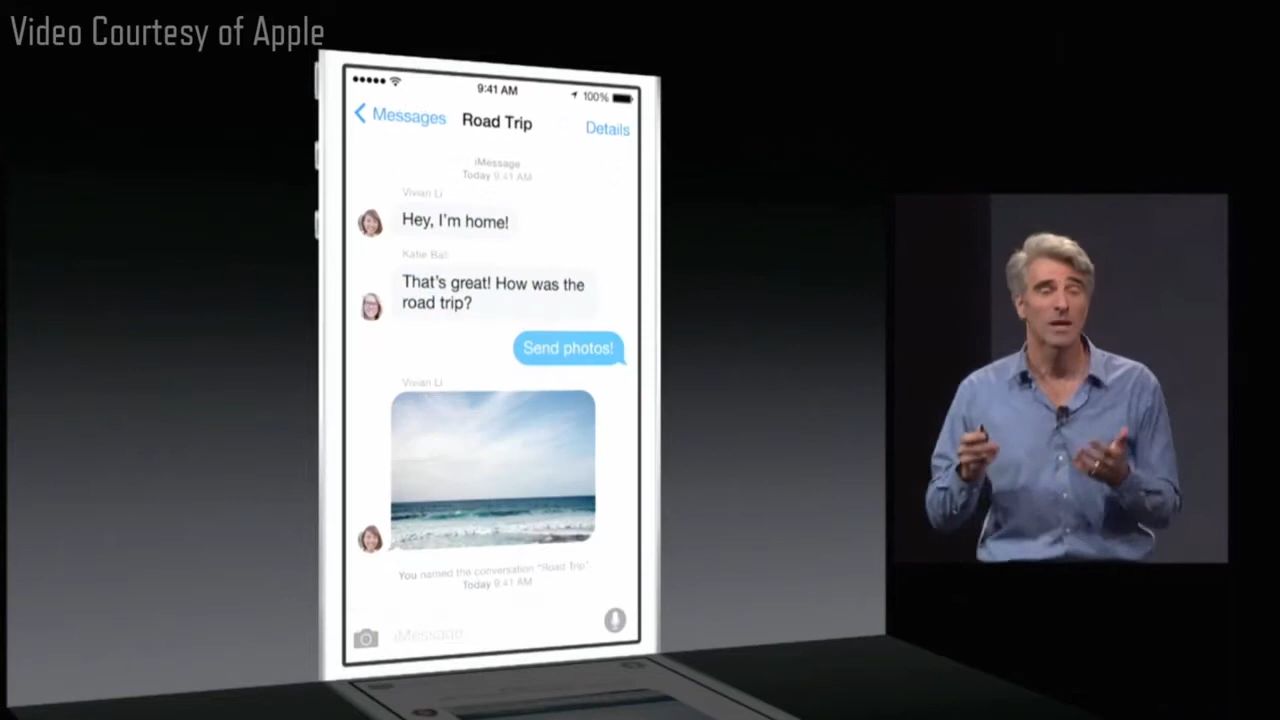 Video Courtesy of Apple
9:41 AM
100%
Messages
Road Trip
Details
iMessage
Today 9:41 AM
Vivian Li
Hey, I'm home!
Katie Bal
That's great! How was the
road trip?
Send photos!
Vivian Li
You named the conversation "Road Trip".
Today 9:41 AM
iMessage